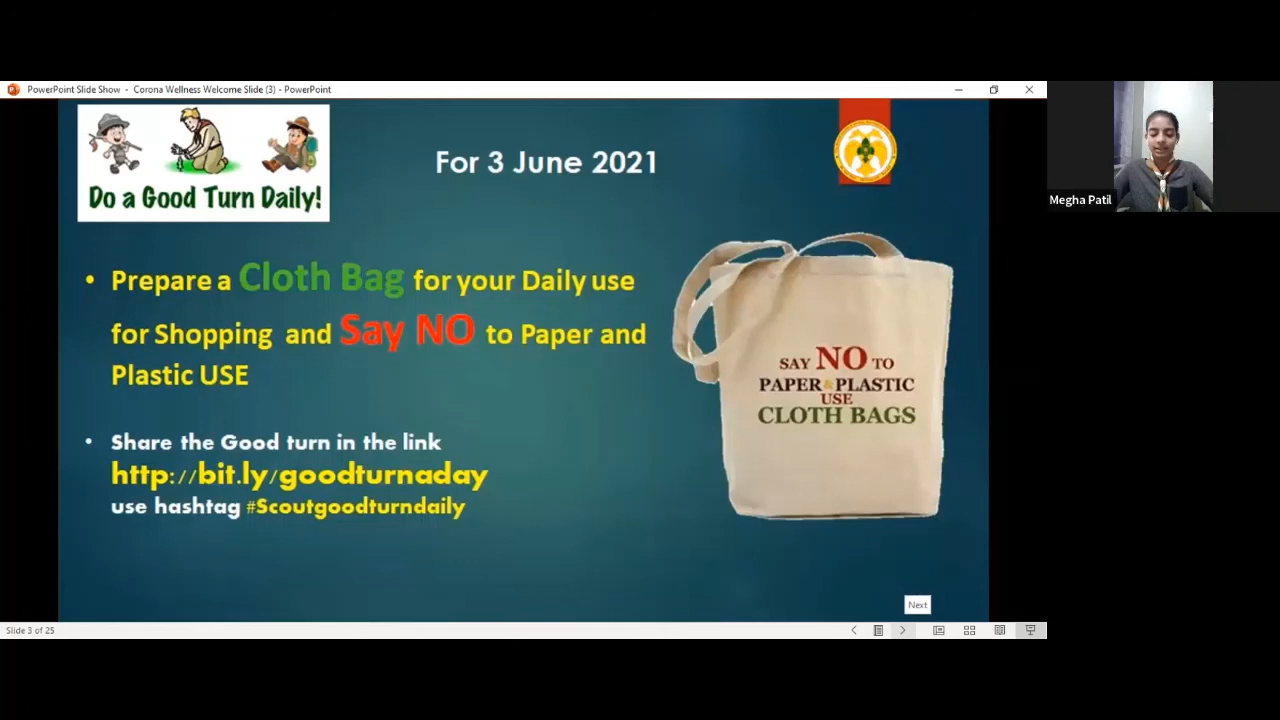 PowerPoint Slide Show - Corona Wellness Welcome Slide (3) - PowerPoint
Do a Good Turn Daily!
For 3 June 2021
Megha Patil
• Prepare a Cloth Bag for your Daily use
for Shopping and Say NO to Paper and
Plastic USE
SAY NO TO
PAPER & PLASTIC
USE
CLOTH BAGS
• Share the Good turn in the link
http://bit.ly/goodturnaday
use hashtag #Scoutgoodturndaily
Next
Slide 3 of 25